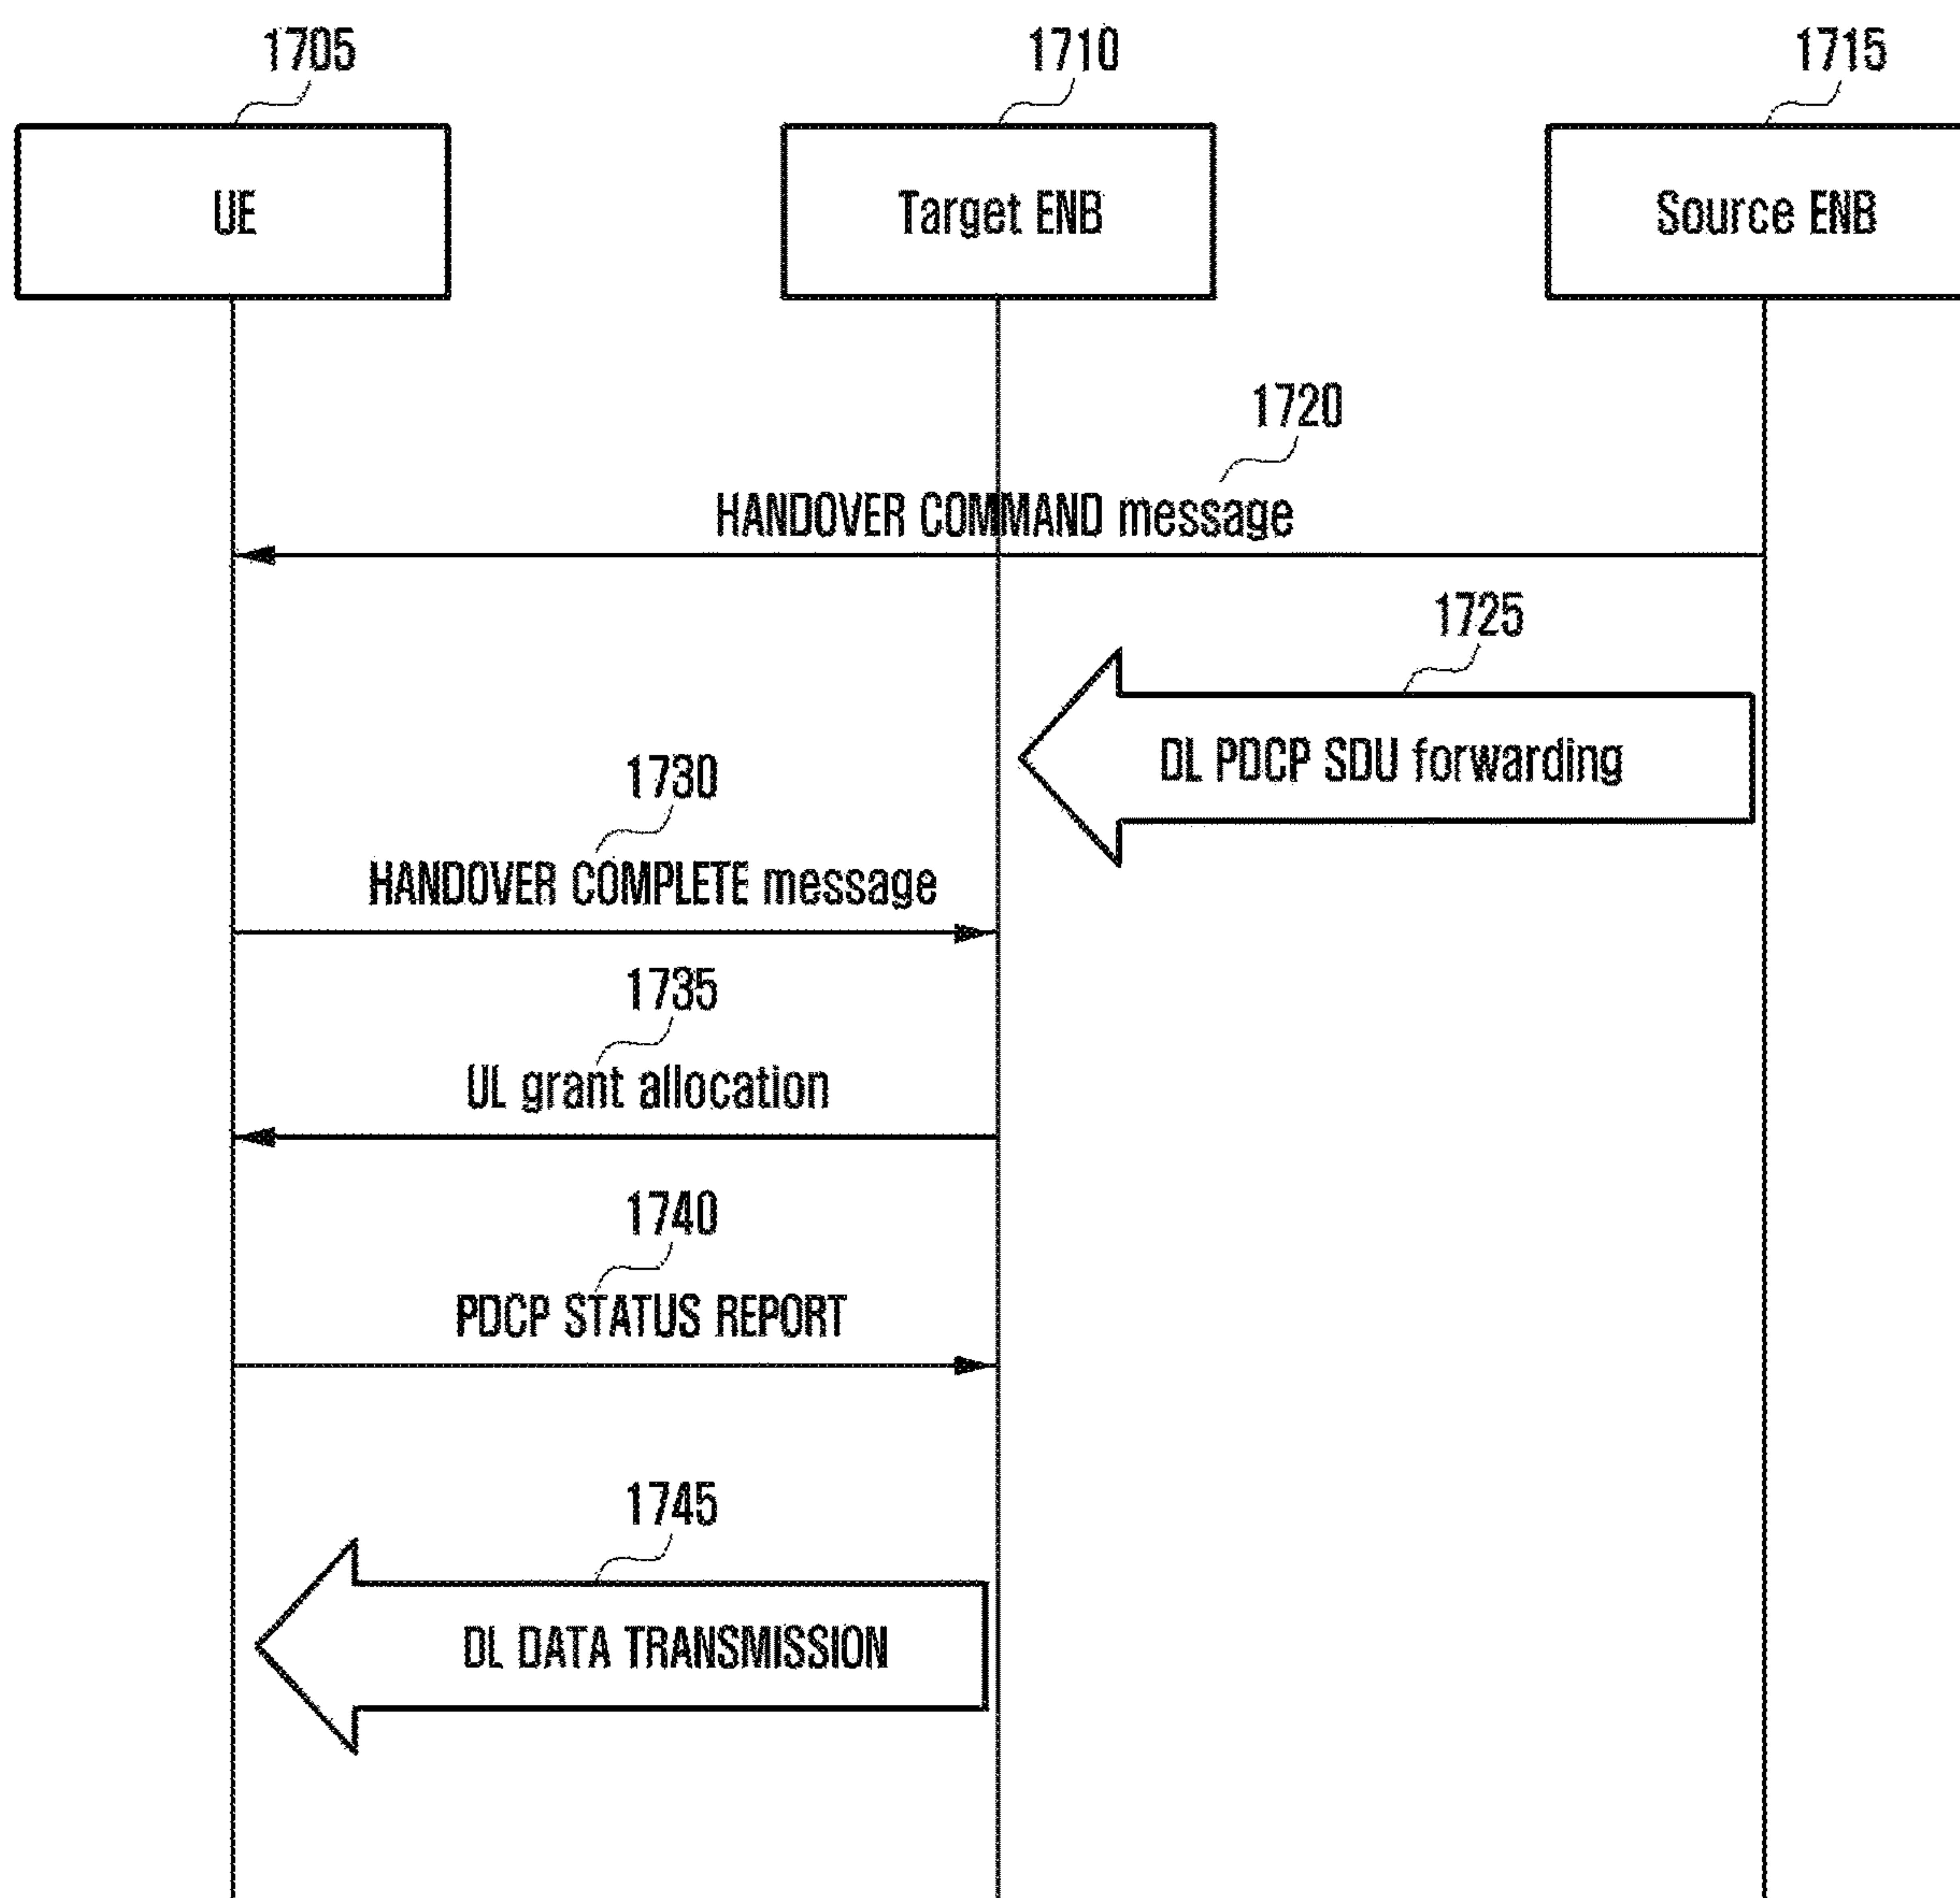 1705
1710
1715
UE
Target ENB
Source ENB
1720
HANDOVER COMMAND message
1725
DL PDCP SDU forwarding
1730
HANDOVER COMPLETE message
1735
UL grant allocation
1740
PDCP STATUS REPORT
1745
DL DATA TRANSMISSION